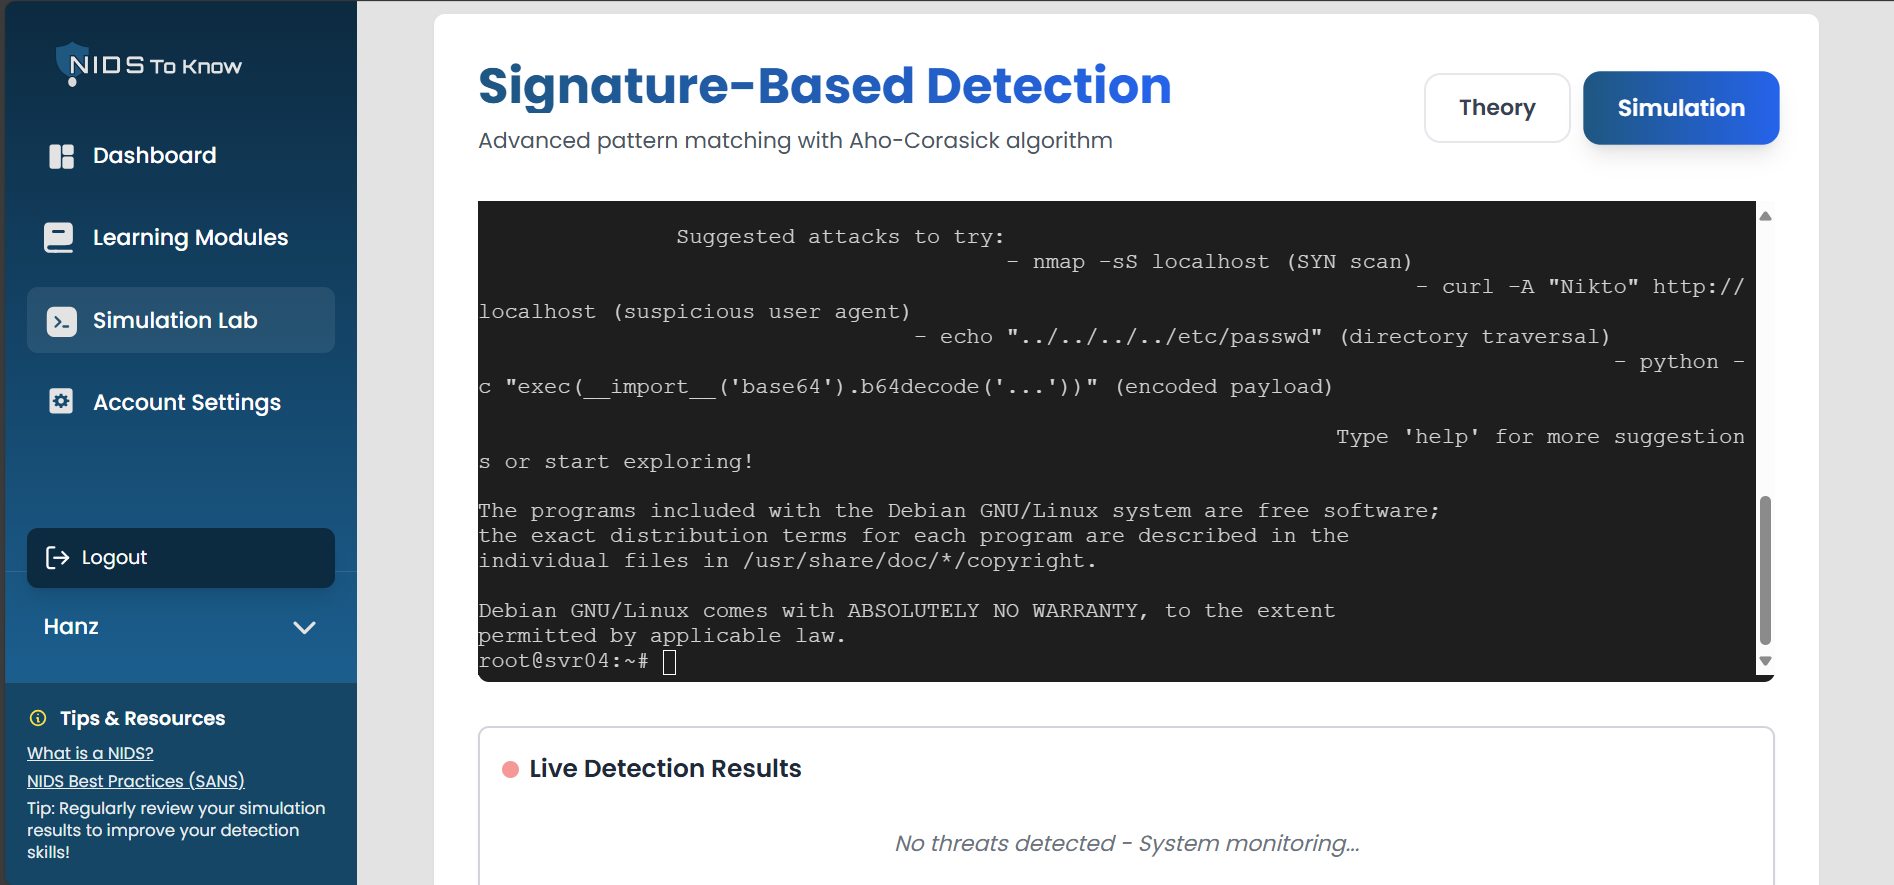 NIDS To Know
Dashboard
Learning Modules
Simulation Lab
Account Settings
Logout
Hanz
Tips & Resources
What is a NIDS?
NIDS Best Practices (SANS)
Tip: Regularly review your simulation
results to improve your detection
skills!
Signature-Based Detection
Advanced pattern matching with Aho-Corasick algorithm
Theory
Simulation
Suggested attacks to try:
- nmap -sS localhost (SYN scan)
- curl -A "Nikto" http://
localhost (suspicious user agent)
- echo "../../../../etc/passwd" (directory traversal)
- python -
c "exec(__import__('base64').b64decode('...'))" (encoded payload)
Type 'help' for more suggestion
s or start exploring!
The programs included with the Debian GNU/Linux system are free software;
the exact distribution terms for each program are described in the
individual files in /usr/share/doc/*/copyright.
Debian GNU/Linux comes with ABSOLUTELY NO WARRANTY, to the extent
permitted by applicable law.
root@svr04:~#
Live Detection Results
No threats detected - System monitoring...